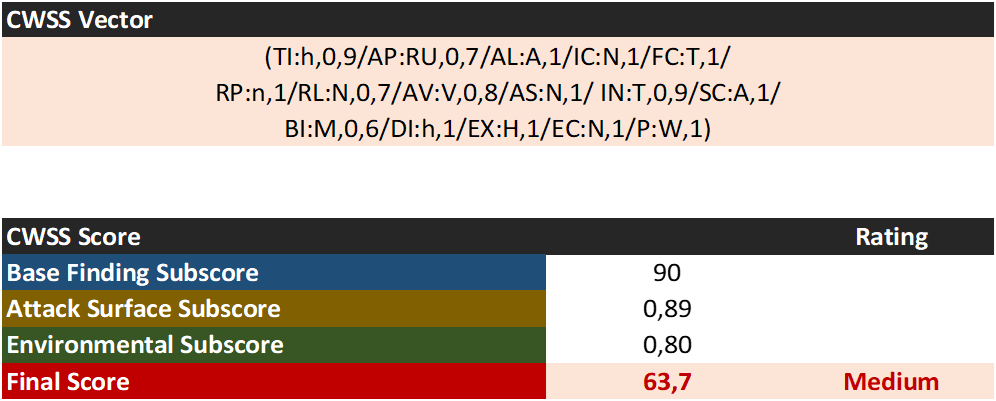 CWSS Vector
(TI:h,0,9/AP:RU,0,7/AL:A,1/IC:N,1/FC:T,1/
RP:n,1/RL:N,0,7/AV:V,0,8/AS:N,1/ IN:T,0,9/SC:A,1/
BI:M,0,6/DI:h,1/EX:H,1/EC:N,1/P:W,1)
CWSS Score Rating
Base Finding Subscore 90
Attack Surface Subscore 0,89
Environmental Subscore 0,80
Final Score 63,7 Medium